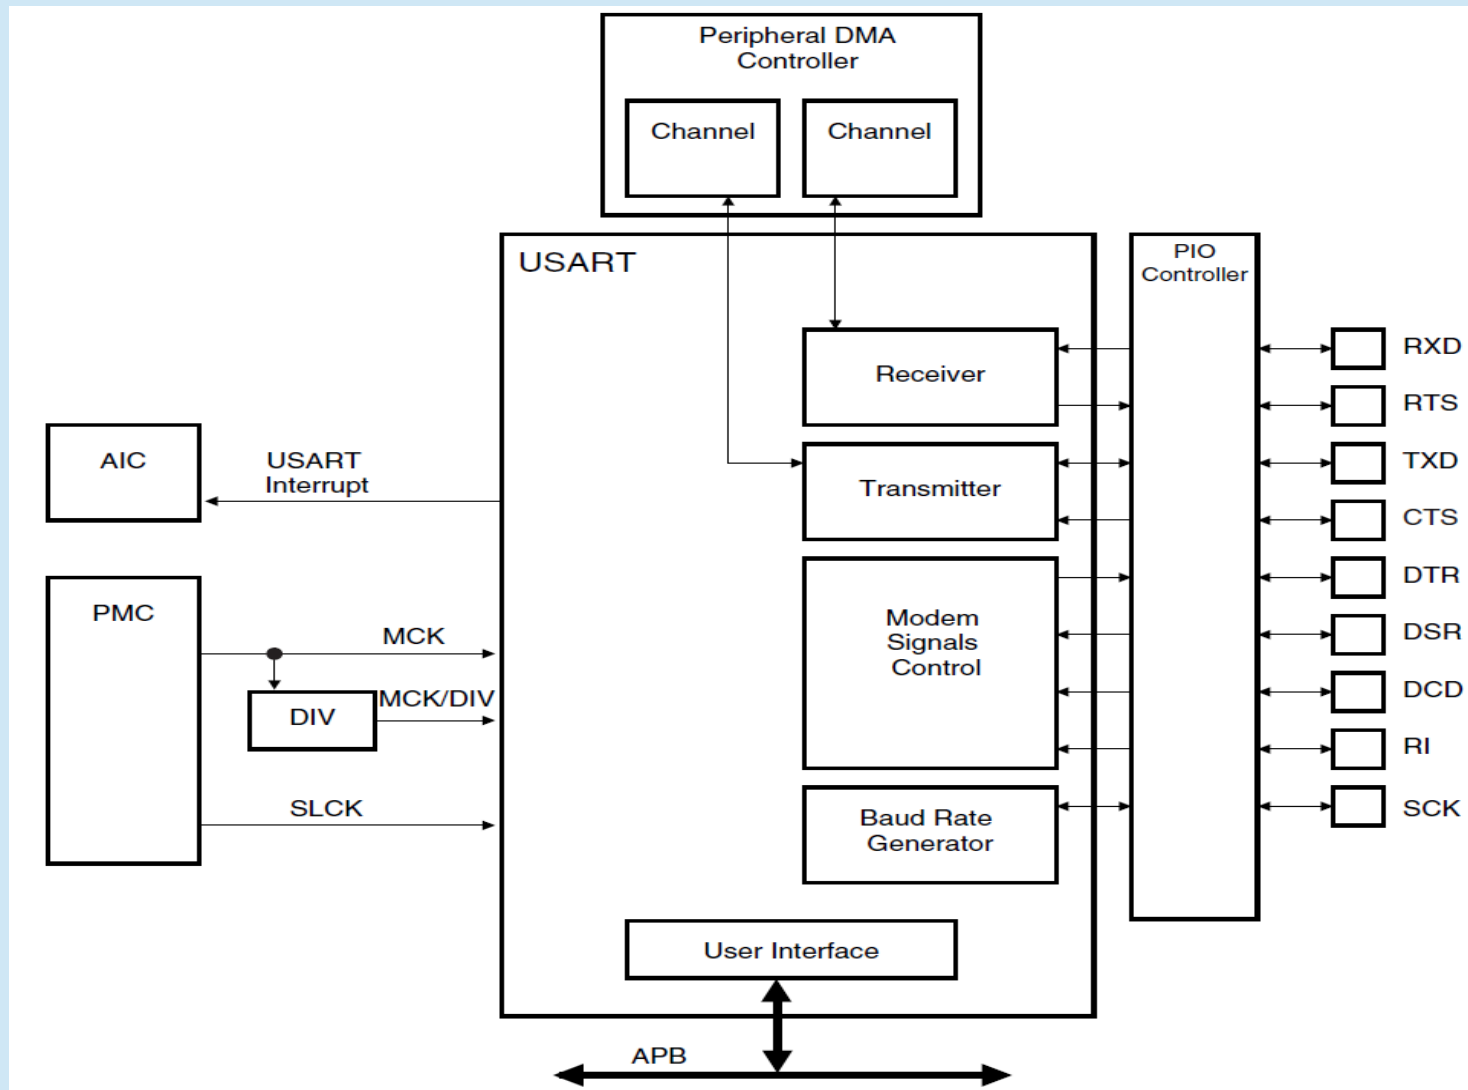 Peripheral DMA
Controller
Channel
Channel
USART
PIO
Controller
Receiver
RXD
RTS
AIC
USART
Interrupt
Transmitter
TXD
CTS
PMC
MCK
DIV
MCK/DIV
SLCK
Modem
Signals
Control
DTR
DSR
DCD
RI
Baud Rate
Generator
SCK
User Interface
APB